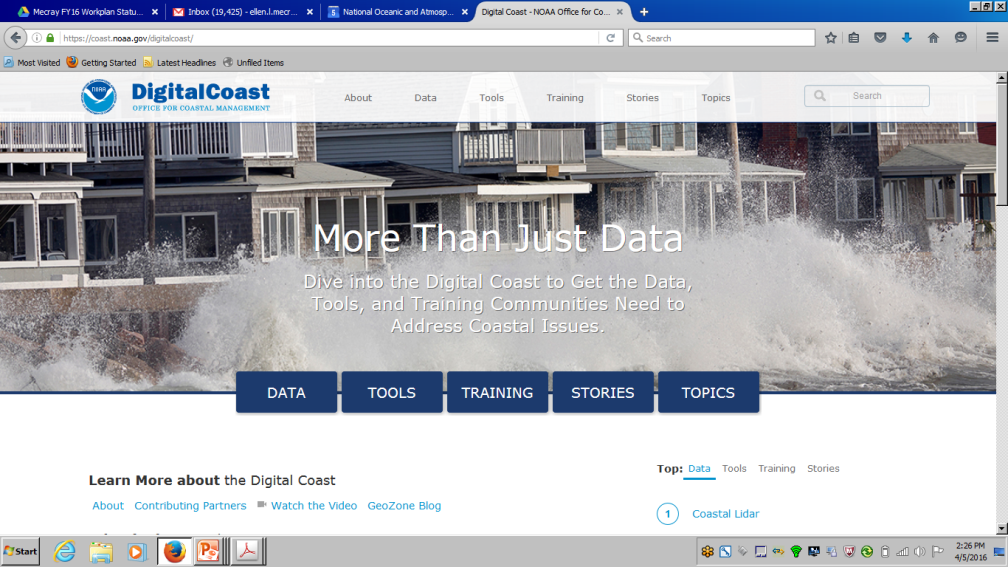 Mecray FY16 Workplan Statu...
Inbox (19,425) - ellen.l.mecr...
5 National Oceanic and Atmosp...
Digital Coast - NOAA Office for Co...
https://coast.noaa.gov/digitalcoast/
Search
Most Visited Getting Started Latest Headlines Unfiled Items
NOAA
DigitalCoast
OFFICE FOR COASTAL MANAGEMENT
About Data Tools Training Stories Topics
Search
More Than Just Data
Dive into the Digital Coast to Get the Data,
Tools, and Training Communities Need to
Address Coastal Issues.
DATA TOOLS TRAINING STORIES TOPICS
Learn More about the Digital Coast
About Contributing Partners Watch the Video GeoZone Blog
Top: Data Tools Training Stories
1 Coastal Lidar
Start
2:26 PM
4/5/2016